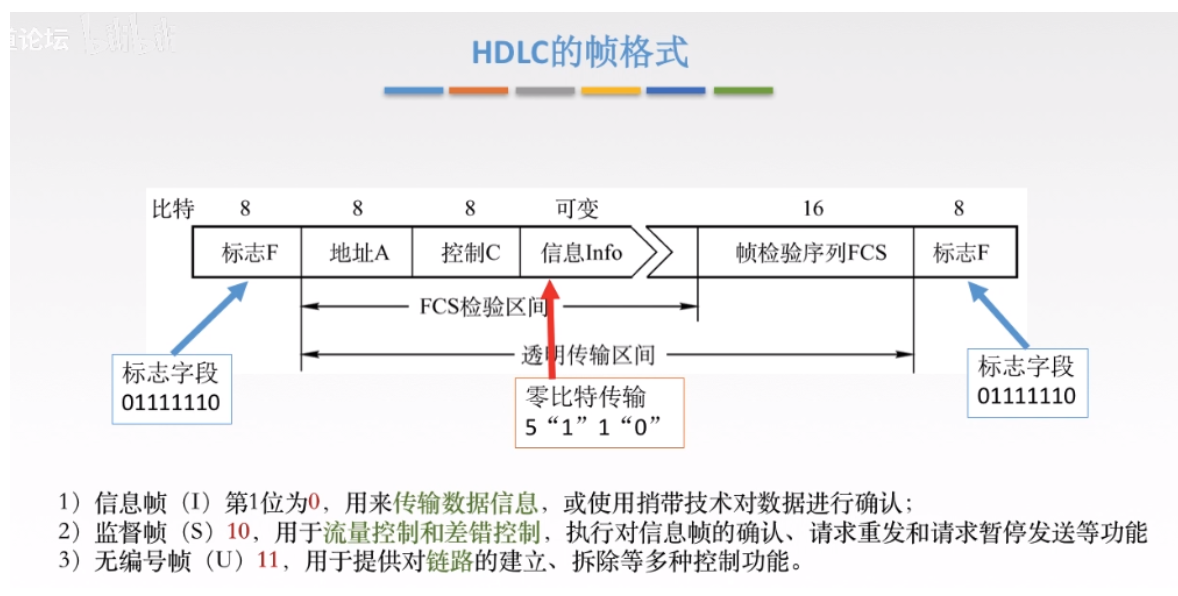 道论坛 bilibili
HDLC的帧格式
比特 8 8 8 可变 16 8
标志F 地址A 控制C 信息Info 帧检验序列FCS 标志F
FCS检验区间
透明传输区间
标志字段
01111110
零比特传输
5“1”1“0”
标志字段
01111110
1）信息帧（I）第1位为0，用来传输数据信息，或使用捎带技术对数据进行确认；
2）监督帧（S）10，用于流量控制和差错控制，执行对信息帧的确认、请求重发和请求暂停发送等功能
3）无编号帧（U）11，用于提供对链路的建立、拆除等多种控制功能。